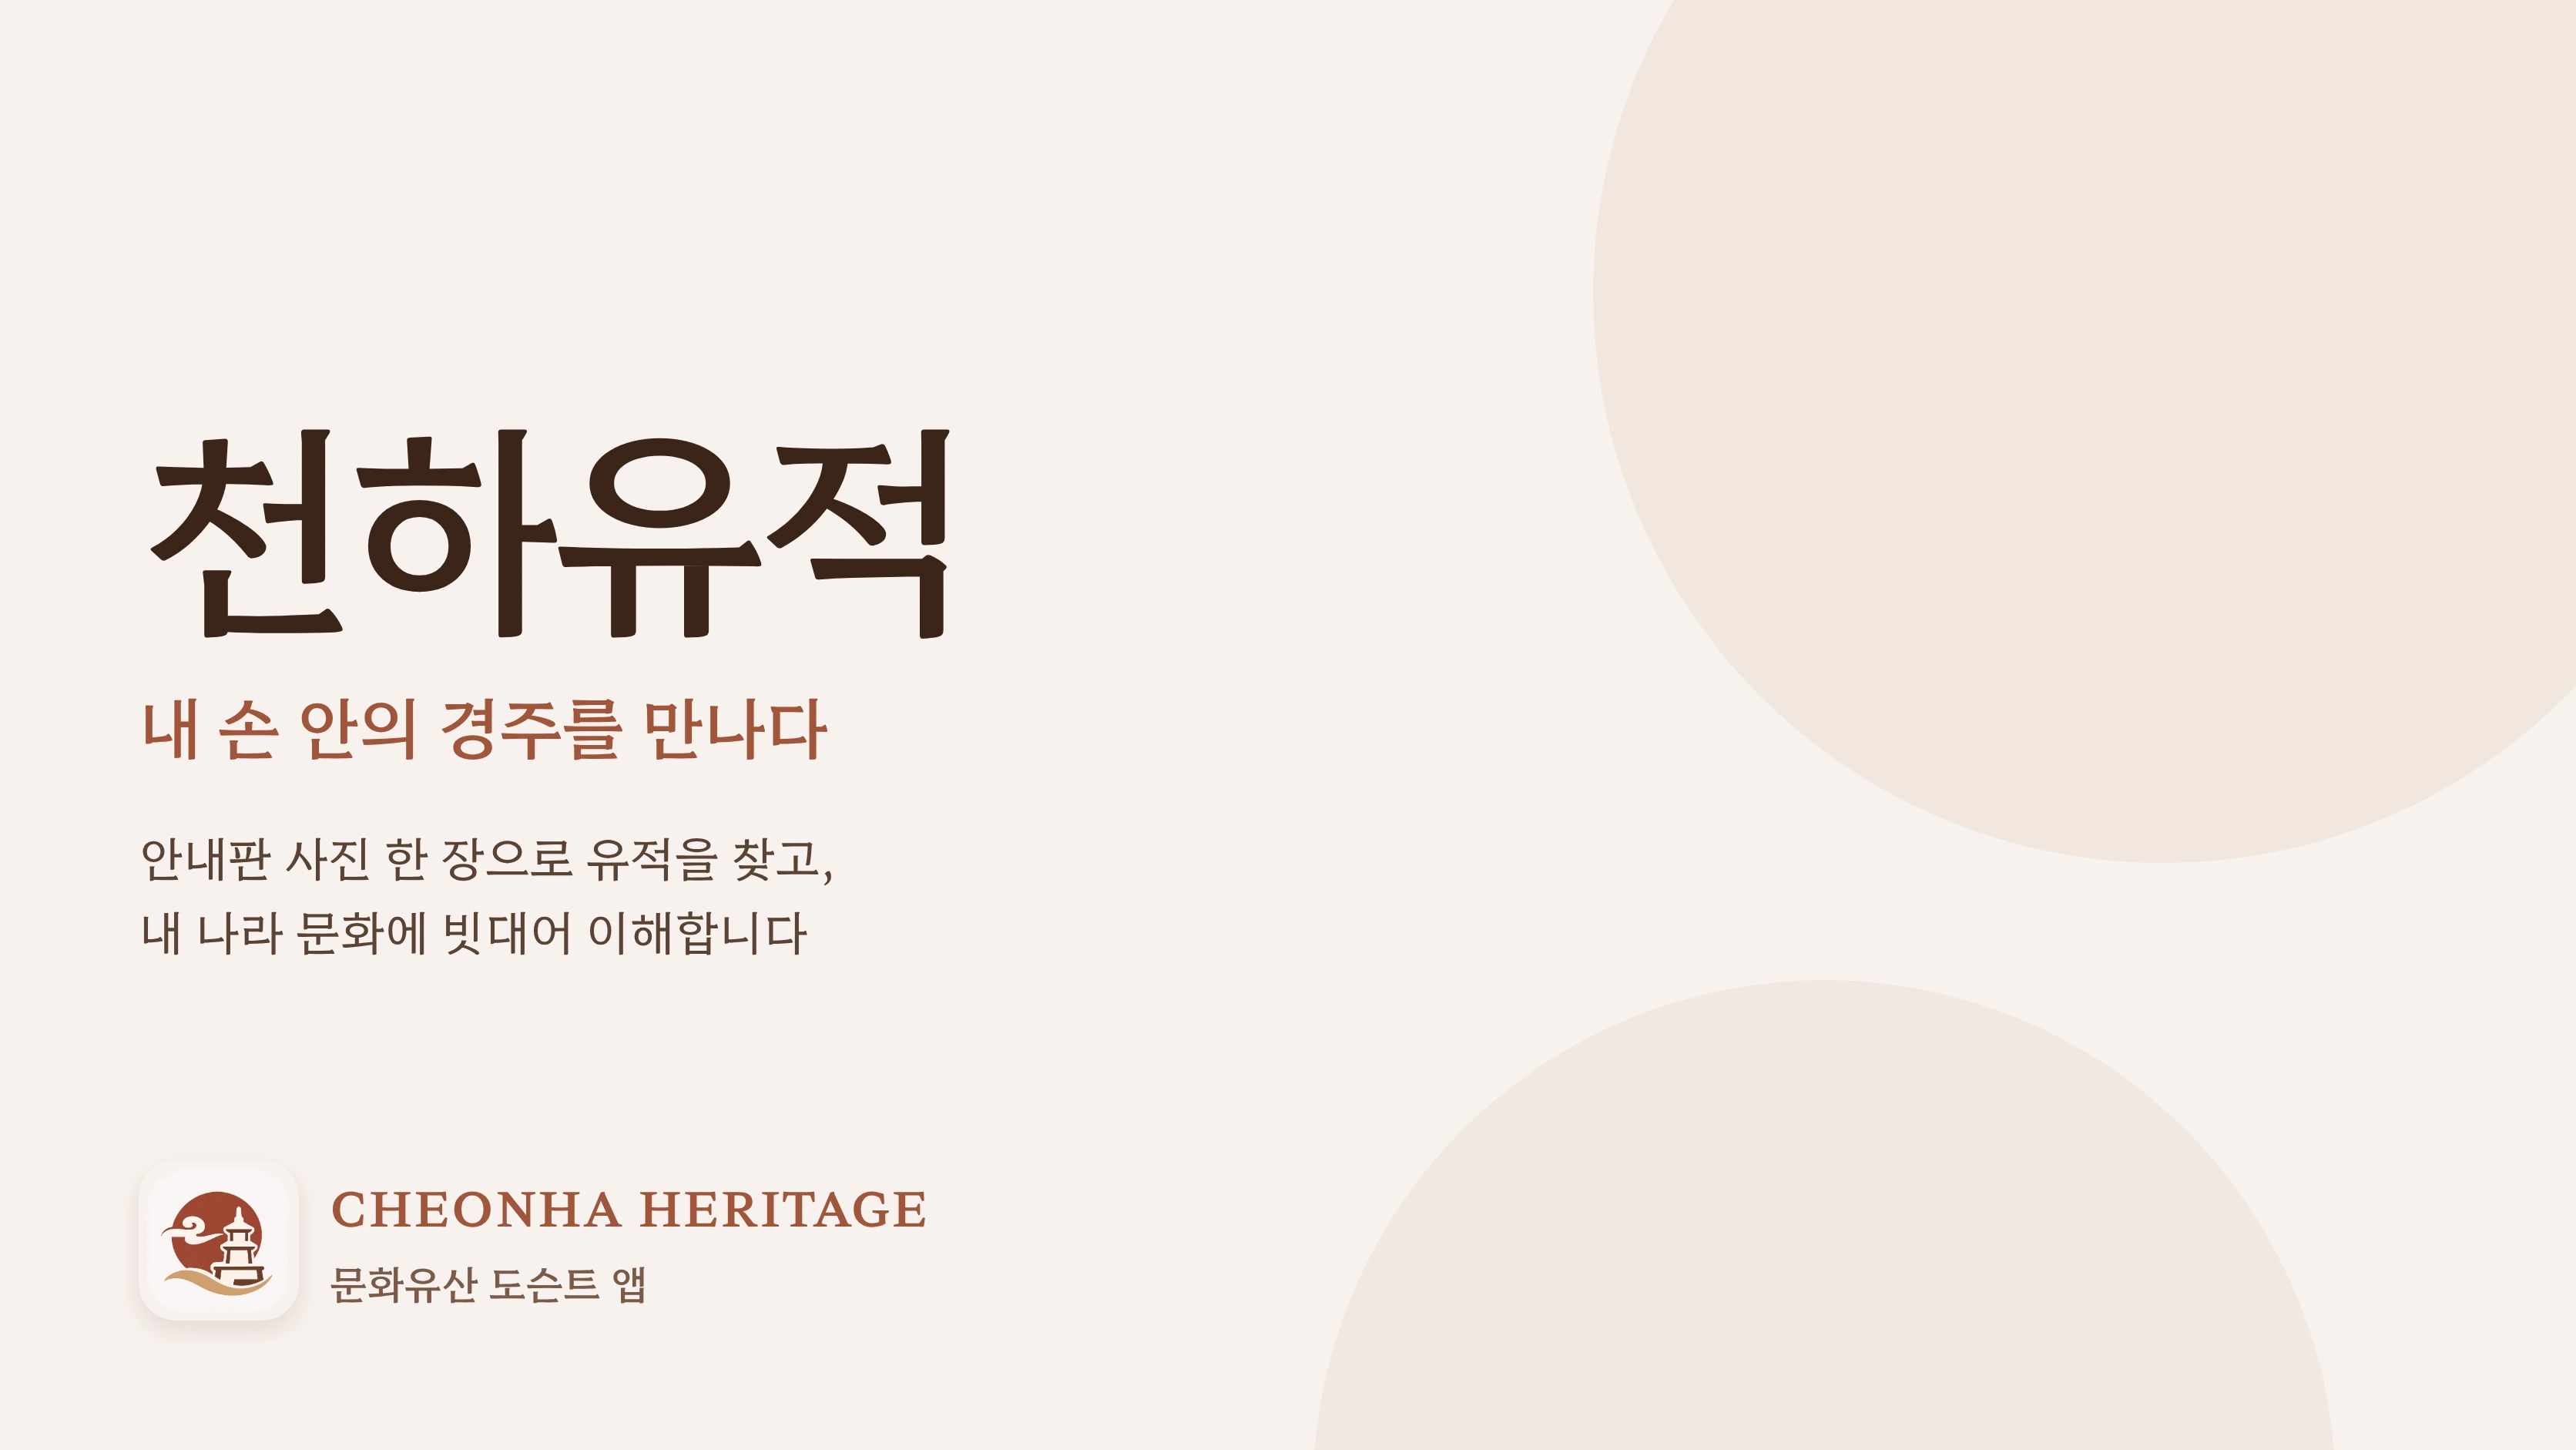 천하유적
내 손 안의 경주를 만나다
안내판 사진 한 장으로 유적을 찾고,
내 나라 문화에 빗대어 이해합니다
CHEONHA HERITAGE
문화유산 도슨트 앱